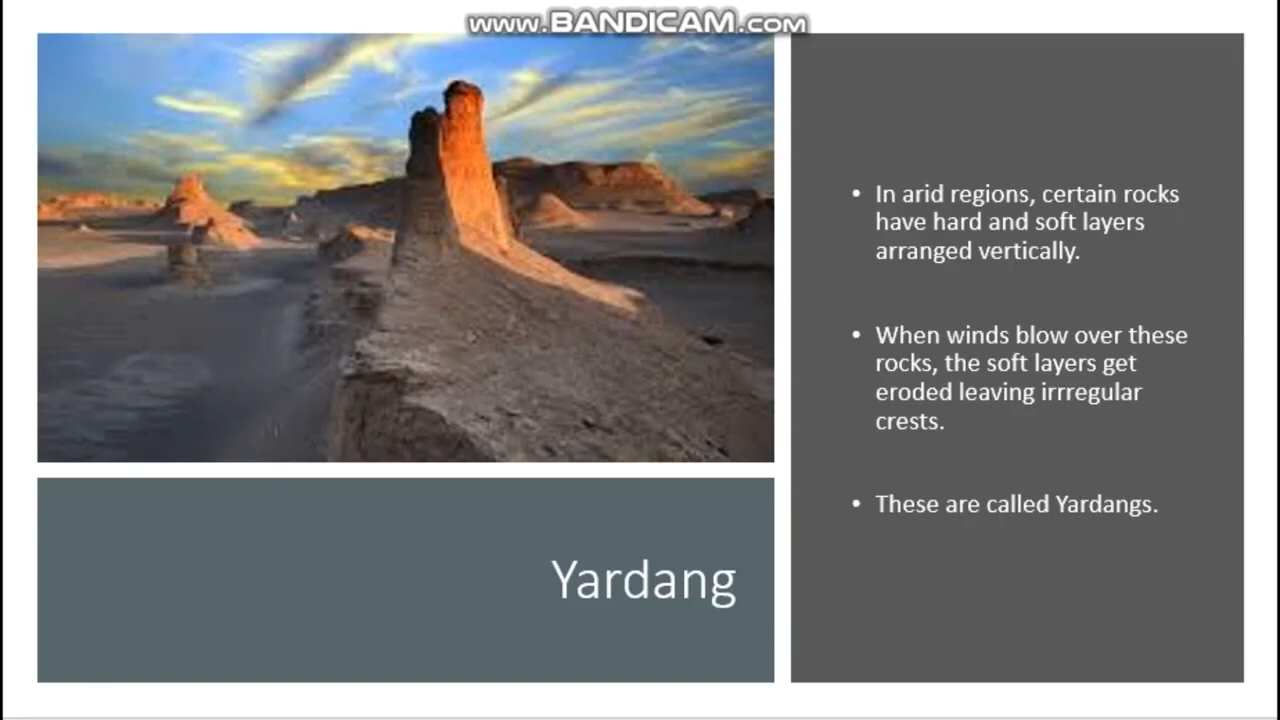 www.BANDICAM.com
• In arid regions, certain rocks
have hard and soft layers
arranged vertically.
• When winds blow over these
rocks, the soft layers get
eroded leaving irrregular
crests.
• These are called Yardangs.
Yardang